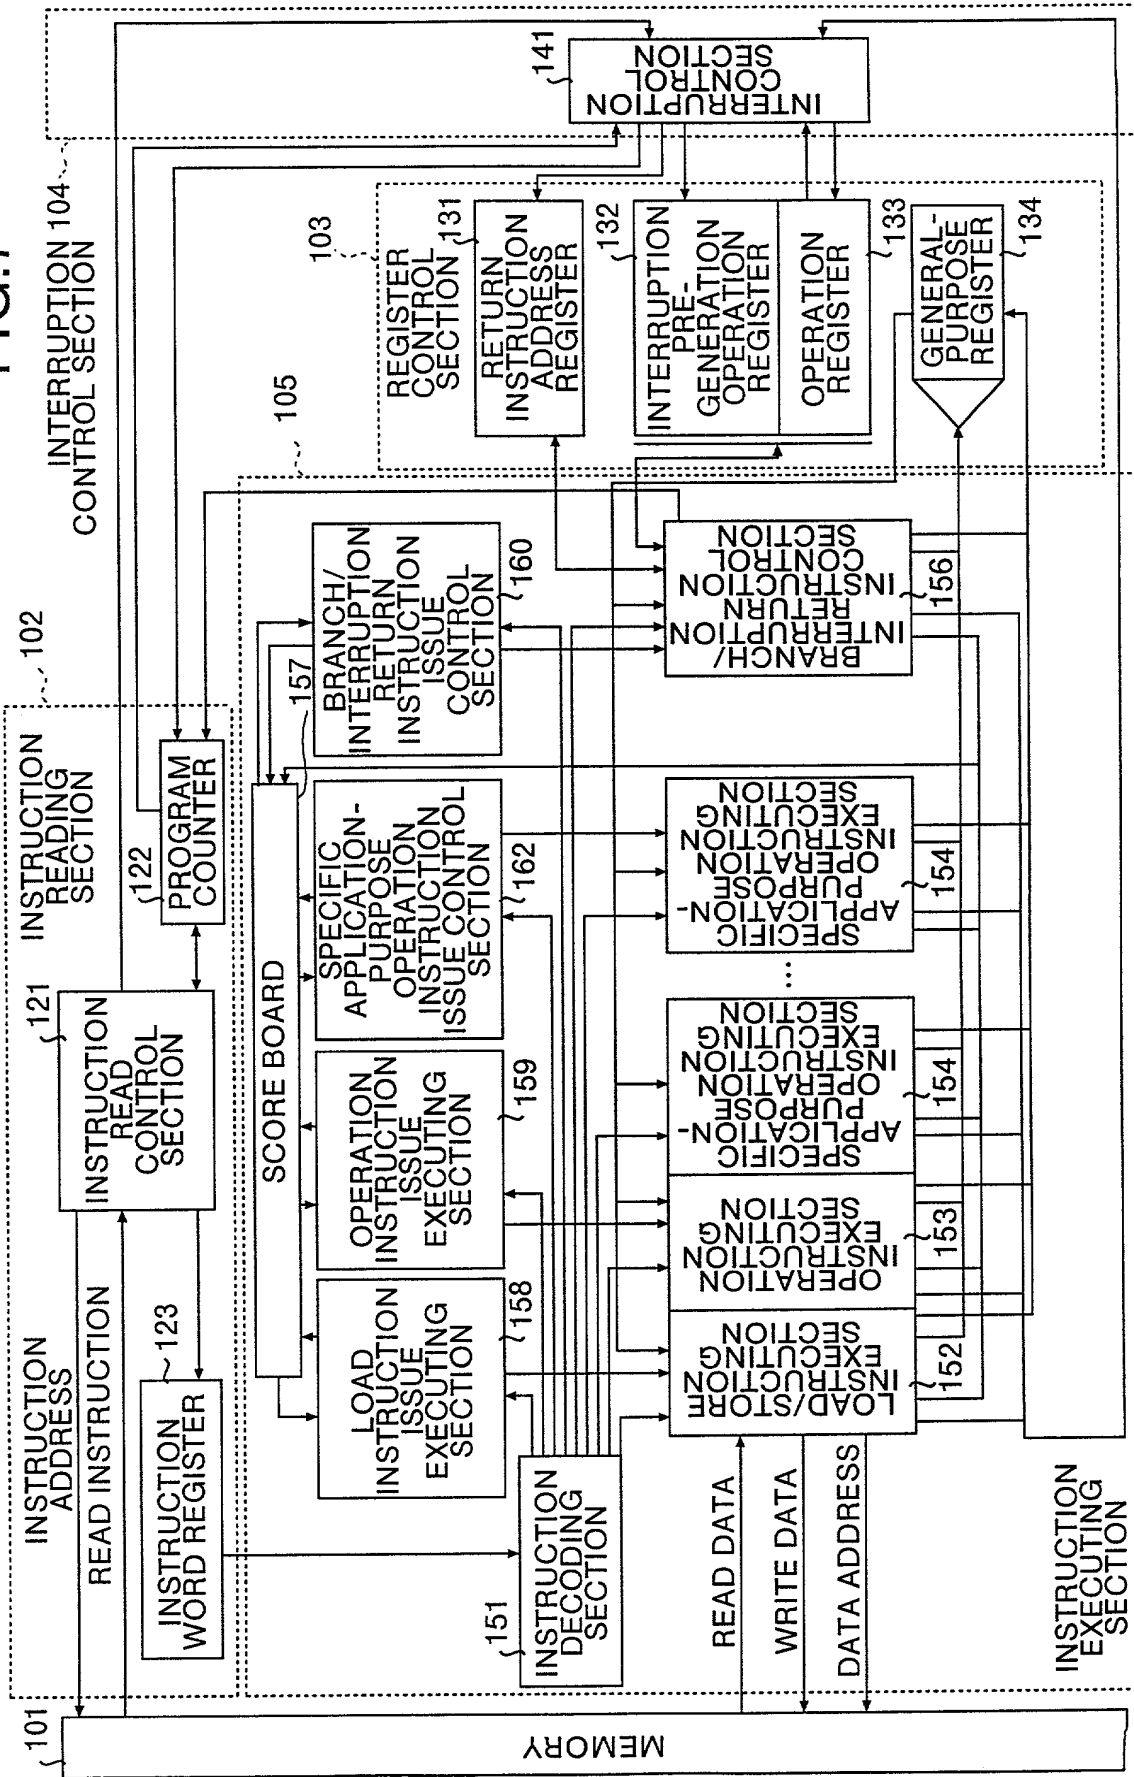 INTERRUPTION 104
CONTROL SECTION
141
INTERRUPTION
CONTROL
SECTION
103
REGISTER
CONTROL
SECTION
131
RETURN
INSTRUCTION
ADDRESS
REGISTER
132
INTERRUPTION
PRE-
GENERATION
OPERATION
REGISTER
OPERATION
REGISTER
133
GENERAL-
PURPOSE
REGISTER
134
105
102
INSTRUCTION
READING
SECTION
122
PROGRAM
COUNTER
121
INSTRUCTION
READ
CONTROL
SECTION
INSTRUCTION
ADDRESS
READ INSTRUCTION
123
INSTRUCTION
WORD REGISTER
SCORE BOARD
157
BRANCH/
INTERRUPTION
RETURN
INSTRUCTION
ISSUE
CONTROL
SECTION
160
SPECIFIC
APPLICATION-
PURPOSE
OPERATION
INSTRUCTION
ISSUE CONTROL
SECTION
162
OPERATION
INSTRUCTION
ISSUE
EXECUTING
SECTION
159
LOAD
INSTRUCTION
ISSUE
EXECUTING
SECTION
158
151
INSTRUCTION
DECODING
SECTION
BRANCH/
INTERRUPTION
RETURN
INSTRUCTION
CONTROL
SECTION
156
SPECIFIC
APPLICATION-
PURPOSE
OPERATION
INSTRUCTION
EXECUTING
SECTION
154
...
SPECIFIC
APPLICATION-
PURPOSE
OPERATION
INSTRUCTION
EXECUTING
SECTION
154
OPERATION
INSTRUCTION
EXECUTING
SECTION
153
LOAD/STORE
INSTRUCTION
EXECUTING
SECTION
152
READ DATA
WRITE DATA
DATA ADDRESS
INSTRUCTION
EXECUTING
SECTION
101
MEMORY